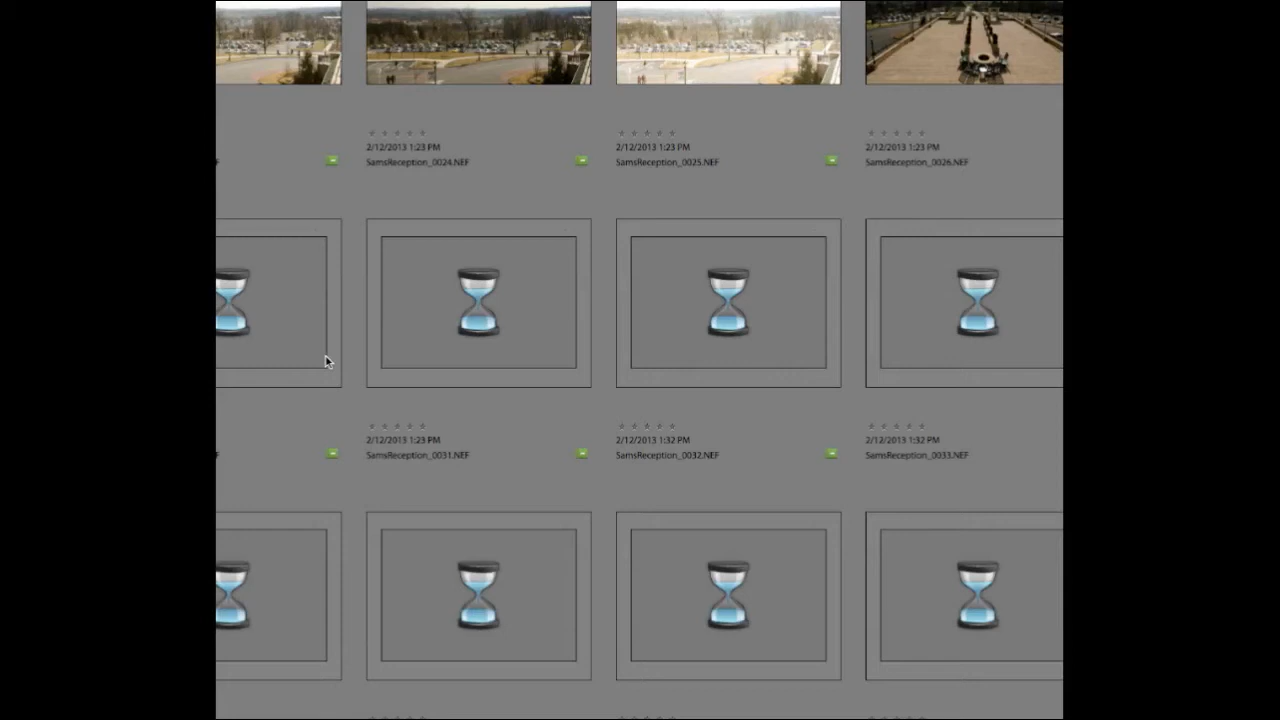 2/12/2013 1:23 PM
2/12/2013 1:23 PM
2/12/2013 1:23 PM
F
SamsReception_0024.NEF
SamsReception_0025.NEF
SamsReception_0026.NEF
2/12/2013 1:23 PM
2/12/2013 1:32 PM
2/12/2013 1:32 PM
F
SamsReception_0031.NEF
SamsReception_0032.NEF
SamsReception_0033.NEF